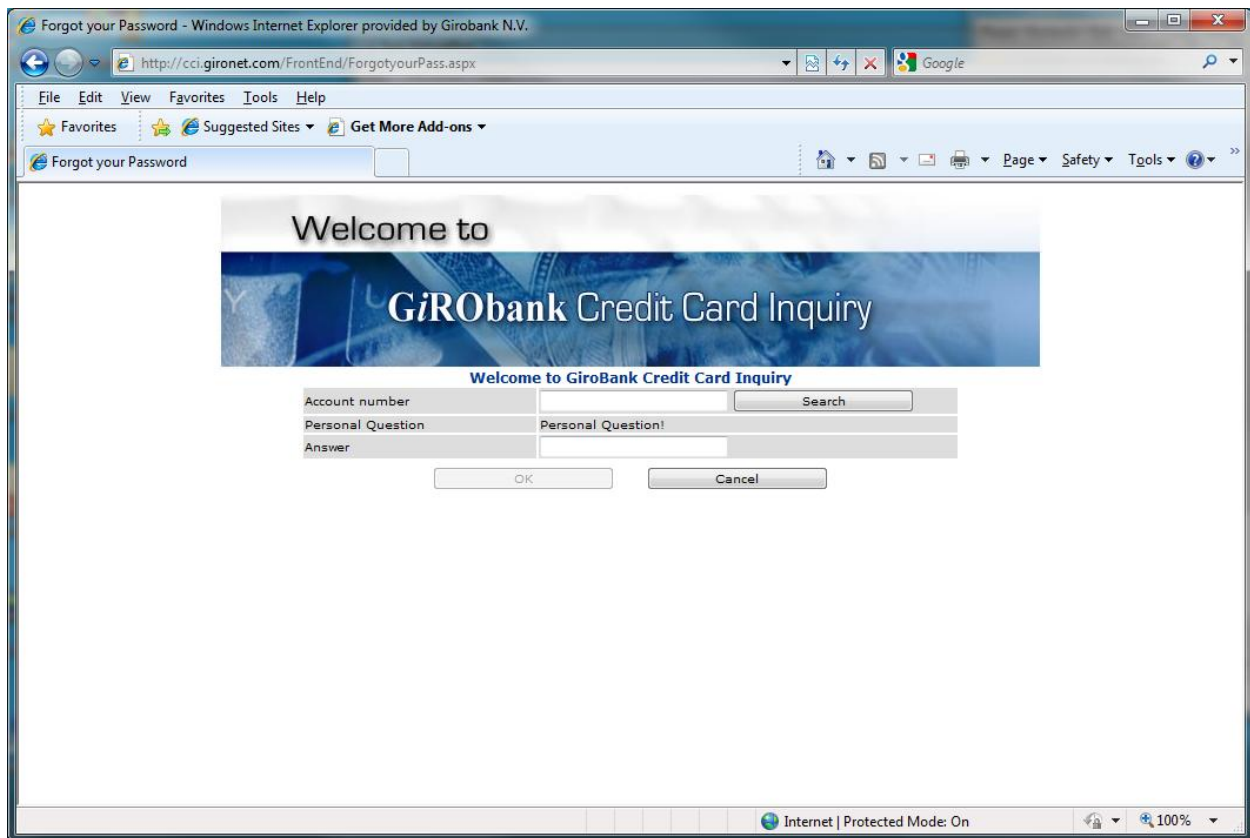 Forgot your Password - Windows Internet Explorer provided by Girobank N.V.
http://cci.gironet.com/FrontEnd/ForgotyourPass.aspx
Google
File Edit View Favorites Tools Help
Favorites Suggested Sites Get More Add-ons
Forgot your Password
Page Safety Tools »
Welcome to
GiRObank Credit Card Inquiry
Welcome to GiroBank Credit Card Inquiry
Account number Search
Personal Question Personal Question!
Answer
OK Cancel
Internet | Protected Mode: On 100%